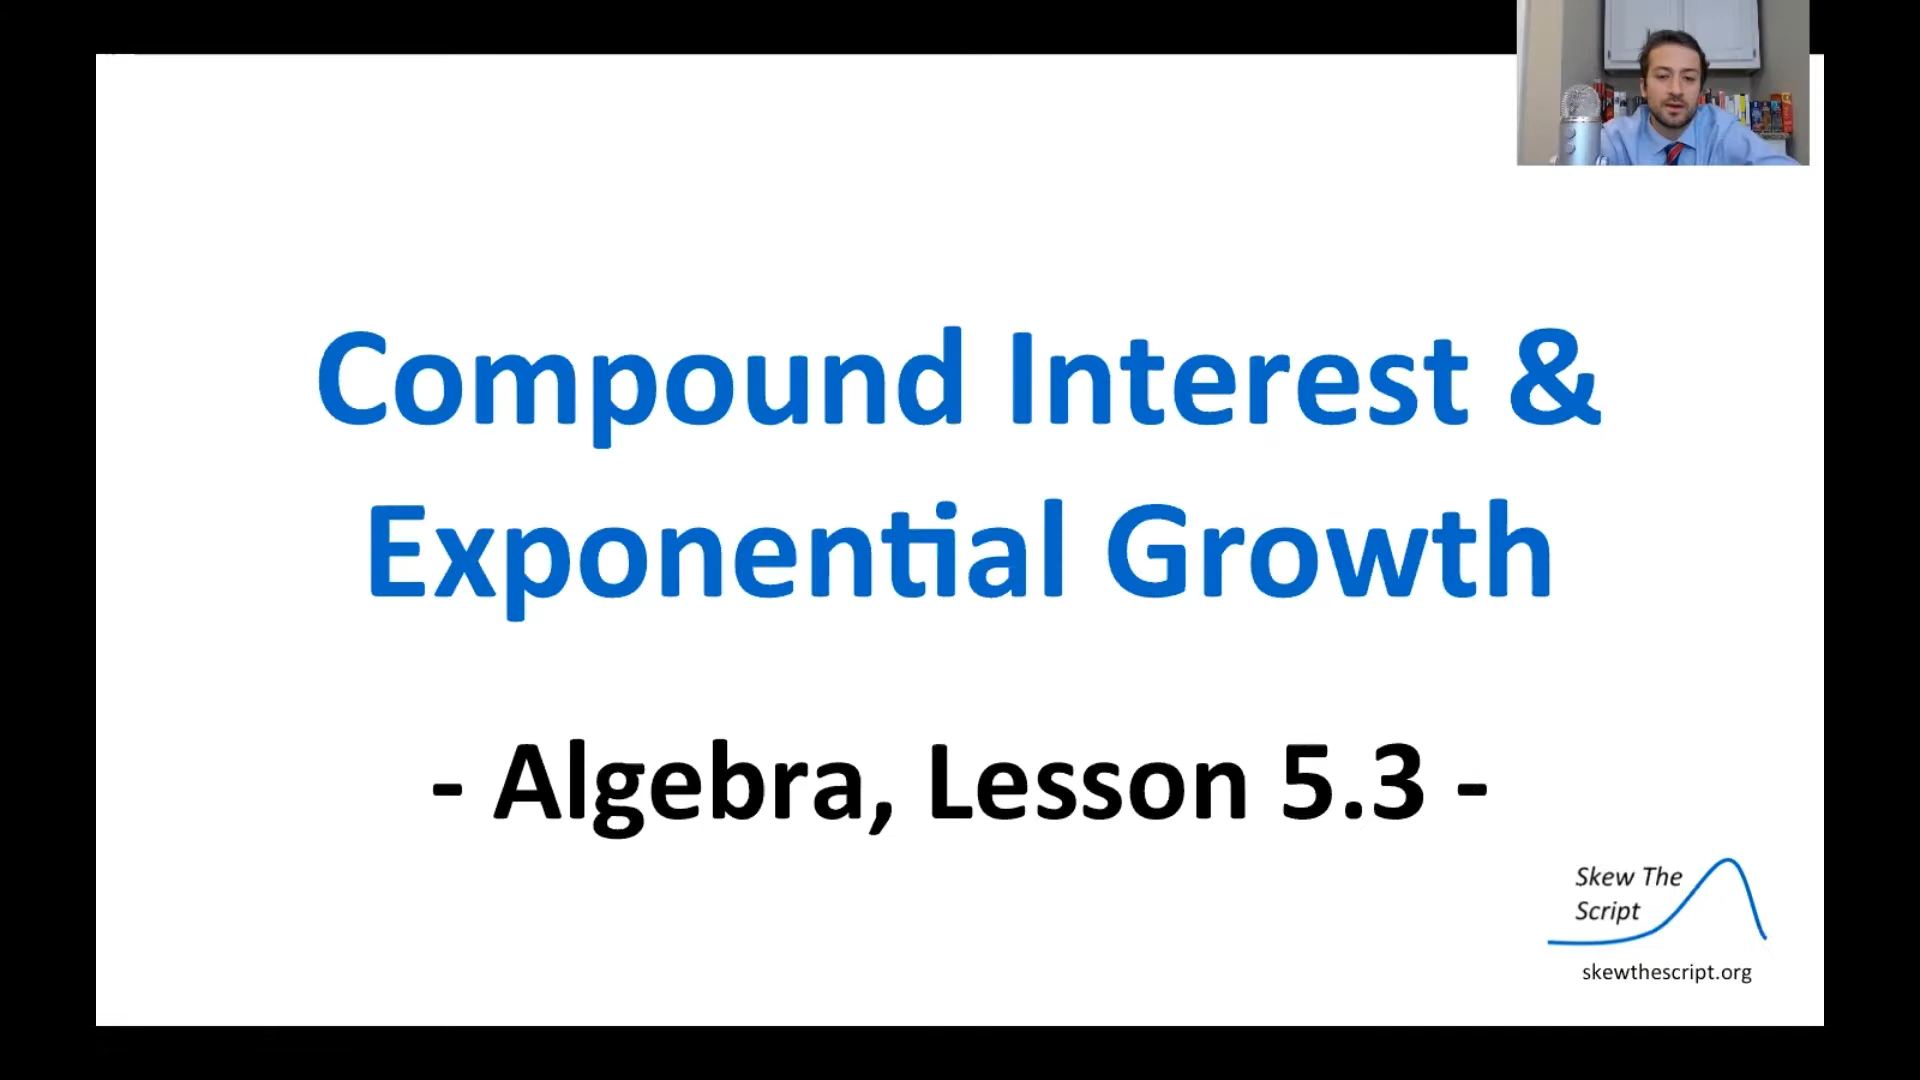 Compound Interest &
Exponential Growth
- Algebra, Lesson 5.3 -
Skew The
Script
skewthescript.org